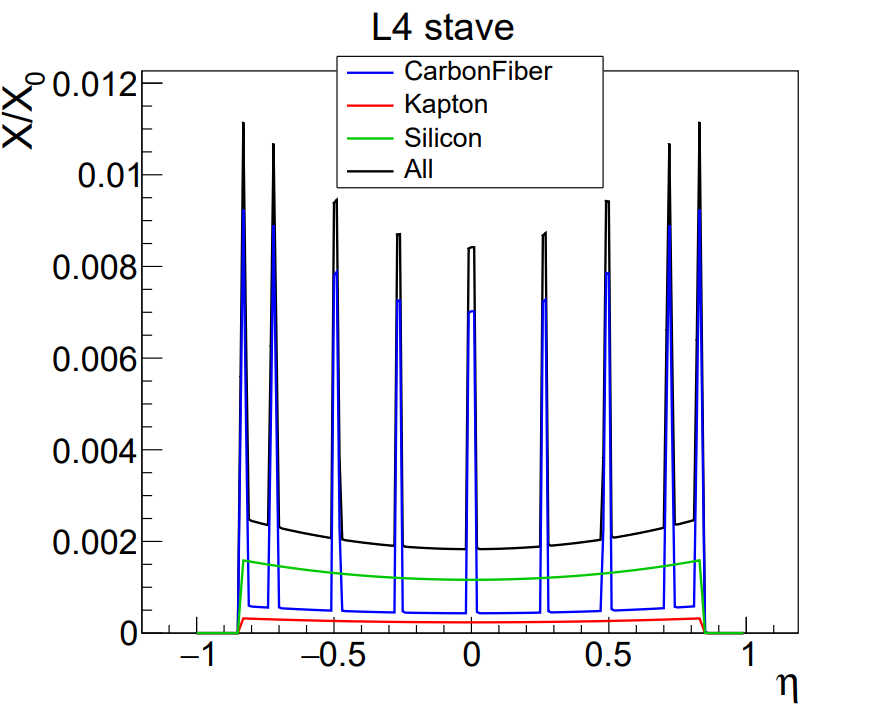 L4 stave
X/X0
CarbonFiber
Kapton
Silicon
All
0.012
0.01
0.008
0.006
0.004
0.002
0
−1
−0.5
0
0.5
1
η